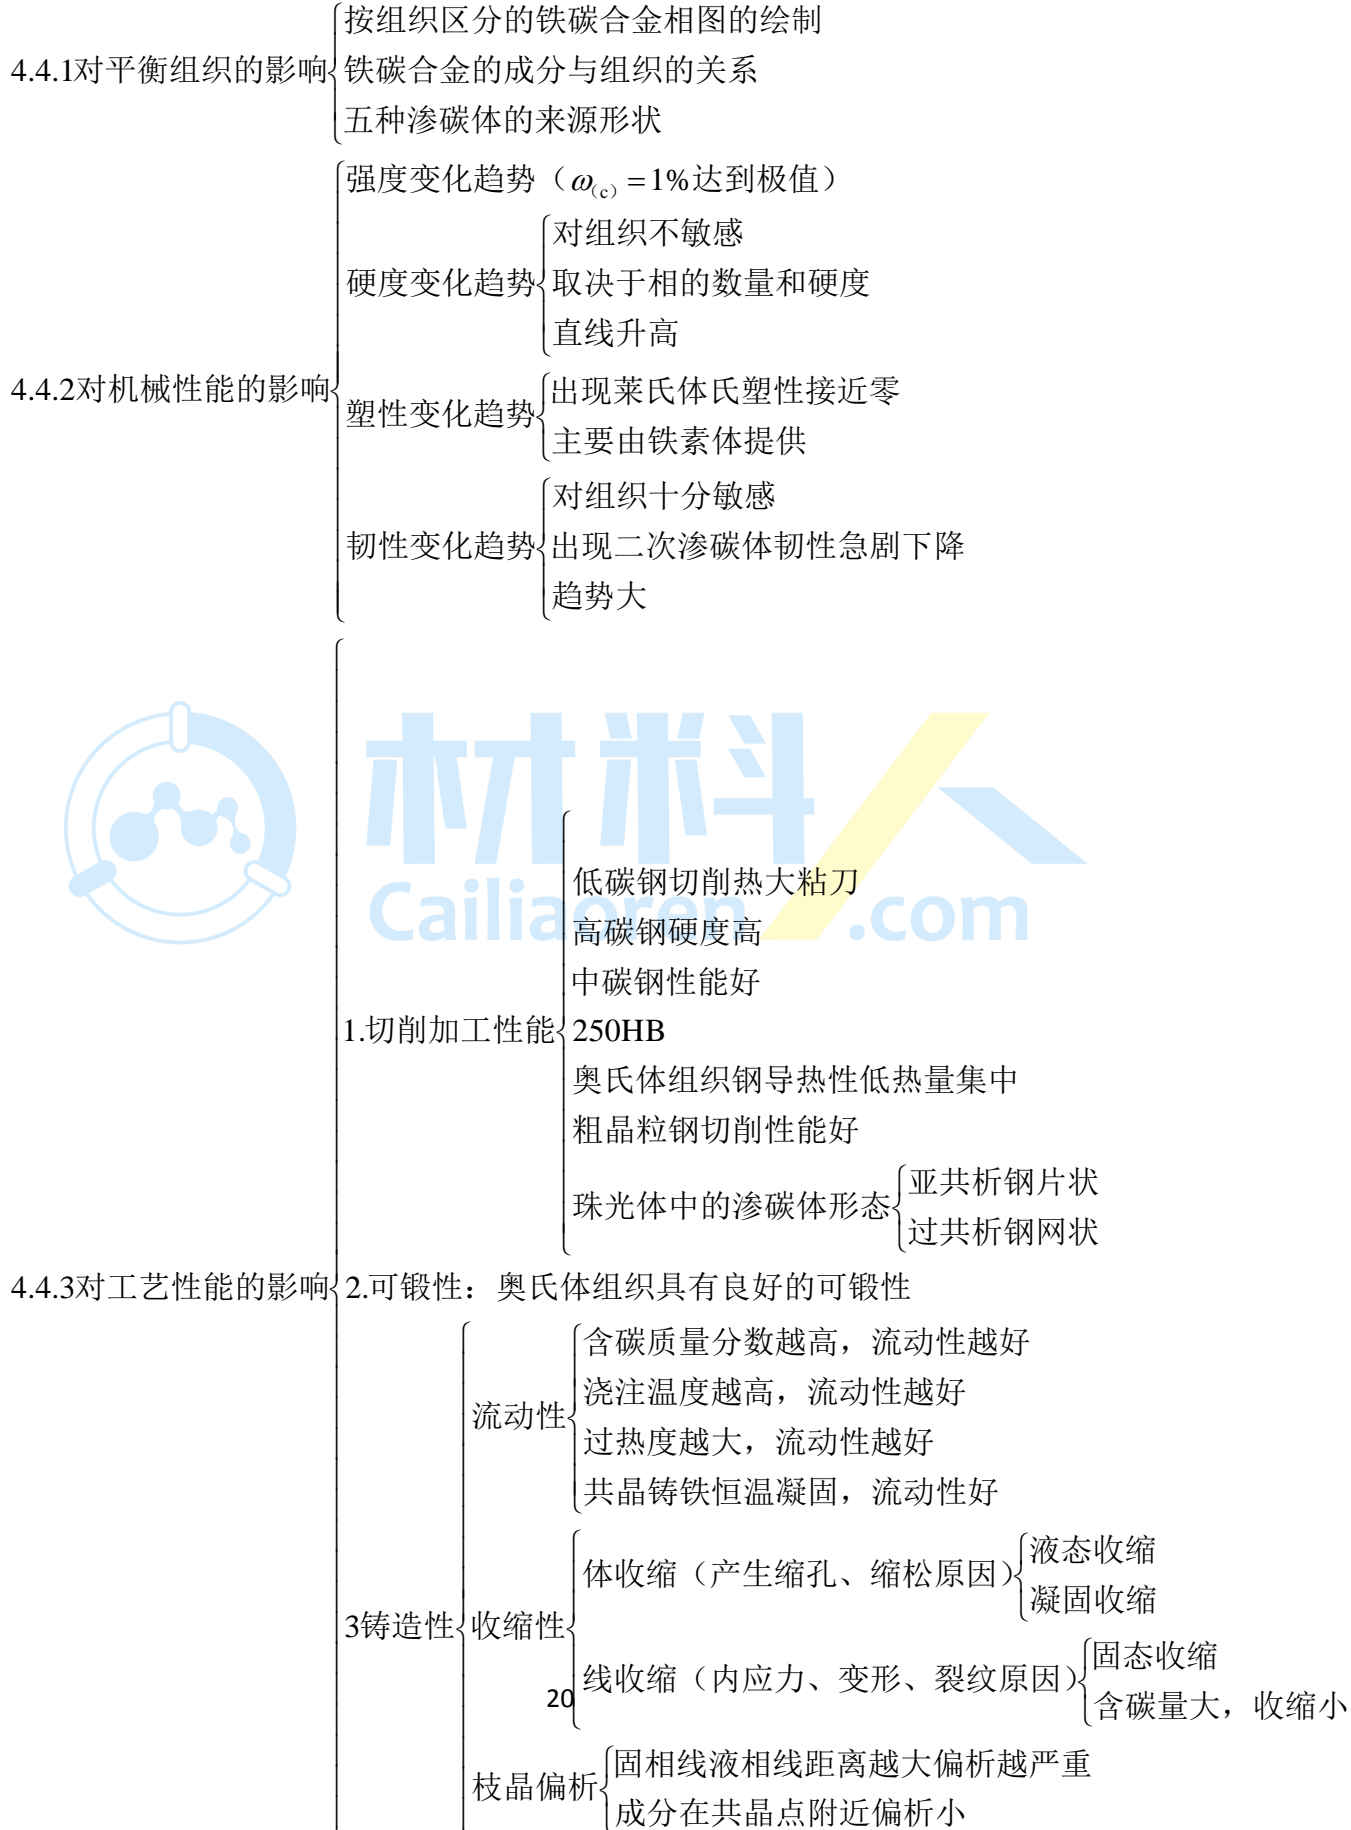 按组织区分的铁碳合金相图的绘制
4.4.1对平衡组织的影响
铁碳合金的成分与组织的关系
五种渗碳体的来源形状
强度变化趋势（ω(c) =1%达到极值）
对组织不敏感
硬度变化趋势
取决于相的数量和硬度
直线升高
4.4.2对机械性能的影响
塑性变化趋势
出现莱氏体氏塑性接近零
主要由铁素体提供
对组织十分敏感
韧性变化趋势
出现二次渗碳体韧性急剧下降
趋势大
材料人
Cailiaoren.com
低碳钢切削热大粘刀
高碳钢硬度高
中碳钢性能好
1.切削加工性能
250HB
奥氏体组织钢导热性低热量集中
粗晶粒钢切削性能好
珠光体中的渗碳体形态
亚共析钢片状
过共析钢网状
4.4.3对工艺性能的影响
2.可锻性：奥氏体组织具有良好的可锻性
含碳质量分数越高，流动性越好
浇注温度越高，流动性越好
流动性
过热度越大，流动性越好
共晶铸铁恒温凝固，流动性好
体收缩（产生缩孔、缩松原因）
液态收缩
凝固收缩
3铸造性
收缩性
线收缩（内应力、变形、裂纹原因）
固态收缩
含碳量大，收缩小
20
枝晶偏析
固相线液相线距离越大偏析越严重
成分在共晶点附近偏析小